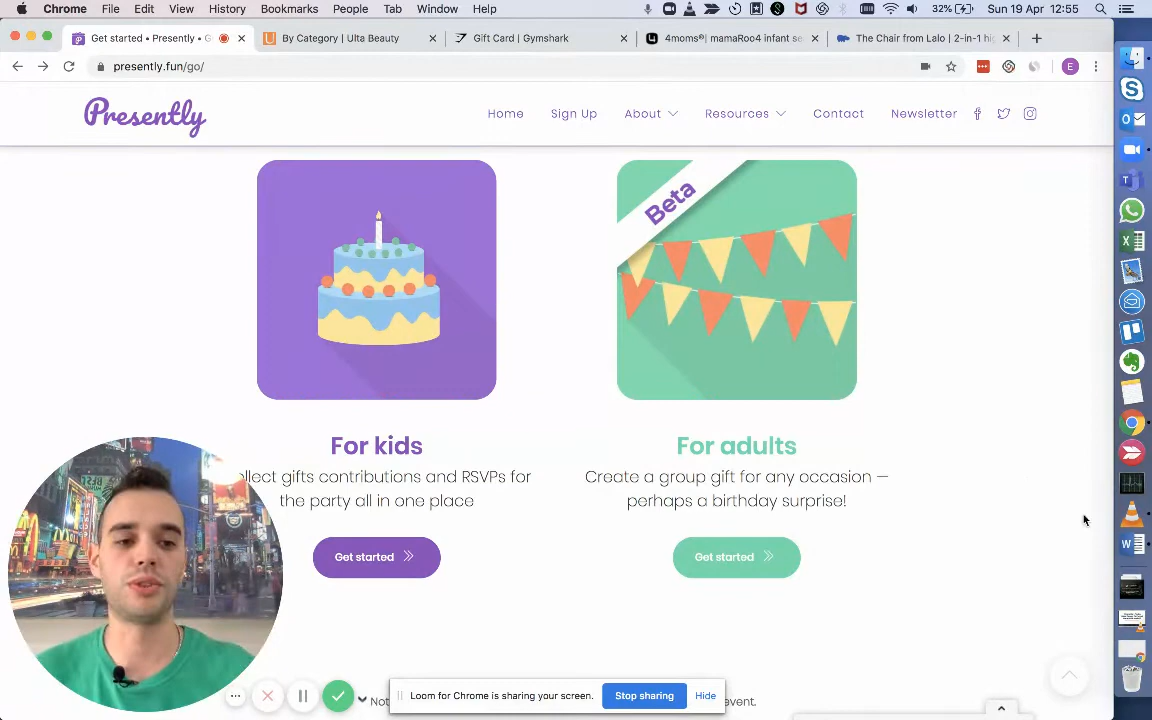 Chrome File Edit View History Bookmarks People Tab Window Help 32% Sun 19 Apr 12:55
Get started • Presently • G By Category | Ulta Beauty Gift Card | Gymshark 4moms®| mamaRoo4 infant se The Chair from Lalo | 2-in-1 hi
presently.fun/go/ E
Presently Home Sign Up About Resources Contact Newsletter
Beta
For kids
llect gifts contributions and RSVPs for
the party all in one place
Get started
For adults
Create a group gift for any occasion —
perhaps a birthday surprise!
Get started
Loom for Chrome is sharing your screen. Stop sharing Hide
Not event.